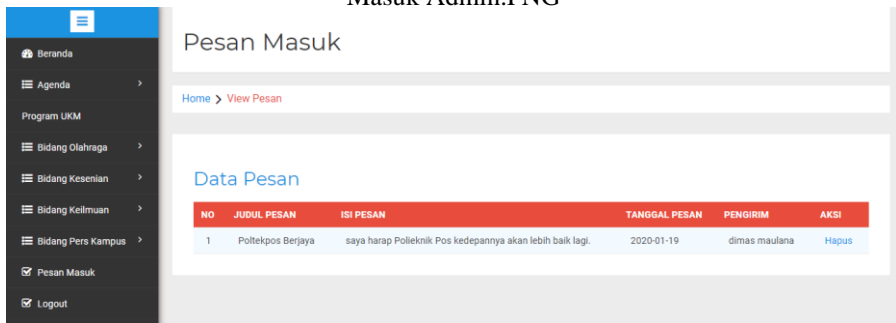 Masuk Admin.PNG
Beranda
Agenda
Program UKM
Bidang Olahraga
Bidang Kesenian
Bidang Keilmuan
Bidang Pers Kampus
Pesan Masuk
Logout
Pesan Masuk
Home > View Pesan
Data Pesan
NO JUDUL PESAN ISI PESAN TANGGAL PESAN PENGIRIM AKSI
1 Poltekpos Berjaya saya harap Polieknik Pos kedepannya akan lebih baik lagi. 2020-01-19 dimas maulana Hapus